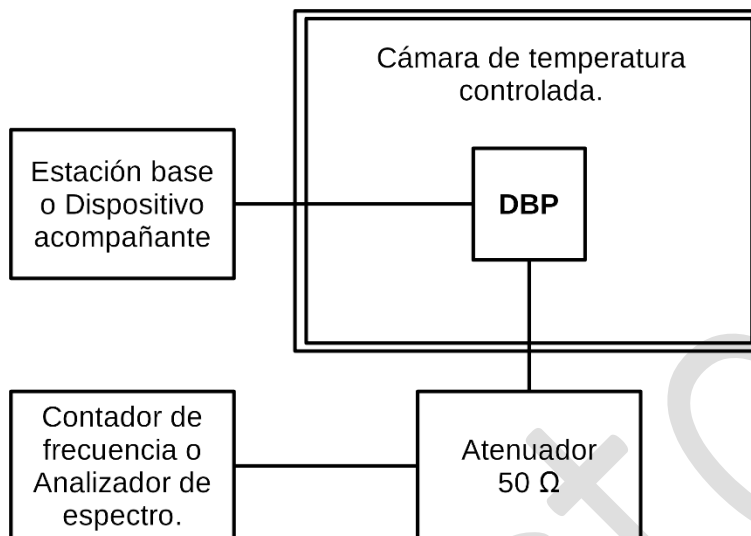 Cámara de temperatura
controlada.
Estación base
o Dispositivo
acompañante
DBP
Contador de
frecuencia o
Analizador de
espectro.
Atenuador
50 Ω